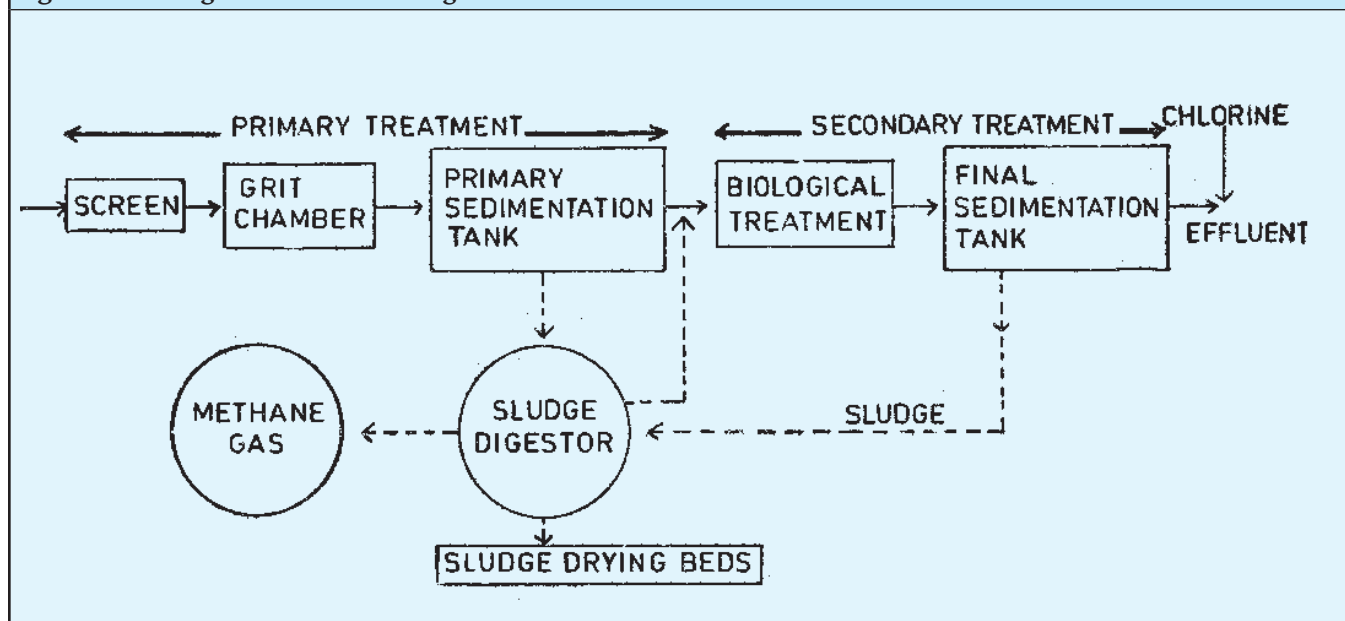 PRIMARY TREATMENT
SECONDARY TREATMENT
CHLORINE
SCREEN
GRIT
CHAMBER
PRIMARY
SEDIMENTATION
TANK
BIOLOGICAL
TREATMENT
FINAL
SEDIMENTATION
TANK
EFFLUENT
METHANE
GAS
SLUDGE
DIGESTOR
SLUDGE
SLUDGE DRYING BEDS